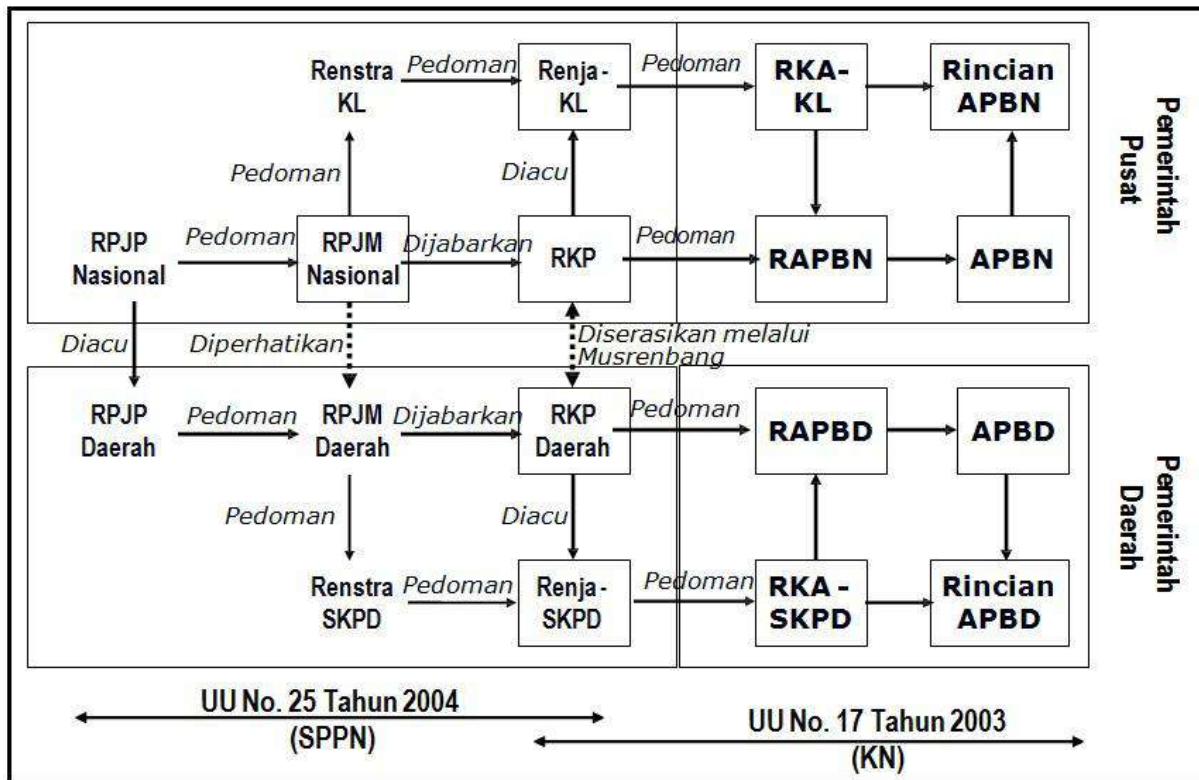 Renstra
KL
Pedoman
Renja -
KL
Pedoman
RKA-
KL
Rincian
APBN
Pemerintah
Pusat
Pedoman
Diacu
RPJP
Nasional
Pedoman
RPJM
Nasional
Dijabarkan
RKP
Pedoman
RAPBN
APBN
Diacu
Diperhatikan
Diserasikan melalui
Musrenbang
RPJP
Daerah
Pedoman
RPJM
Daerah
Dijabarkan
RKP
Daerah
Pedoman
RAPBD
APBD
Pemerintah
Daerah
Pedoman
Diacu
Renstra
SKPD
Pedoman
Renja -
SKPD
Pedoman
RKA -
SKPD
Rincian
APBD
UU No. 25 Tahun 2004
(SPPN)
UU No. 17 Tahun 2003
(KN)